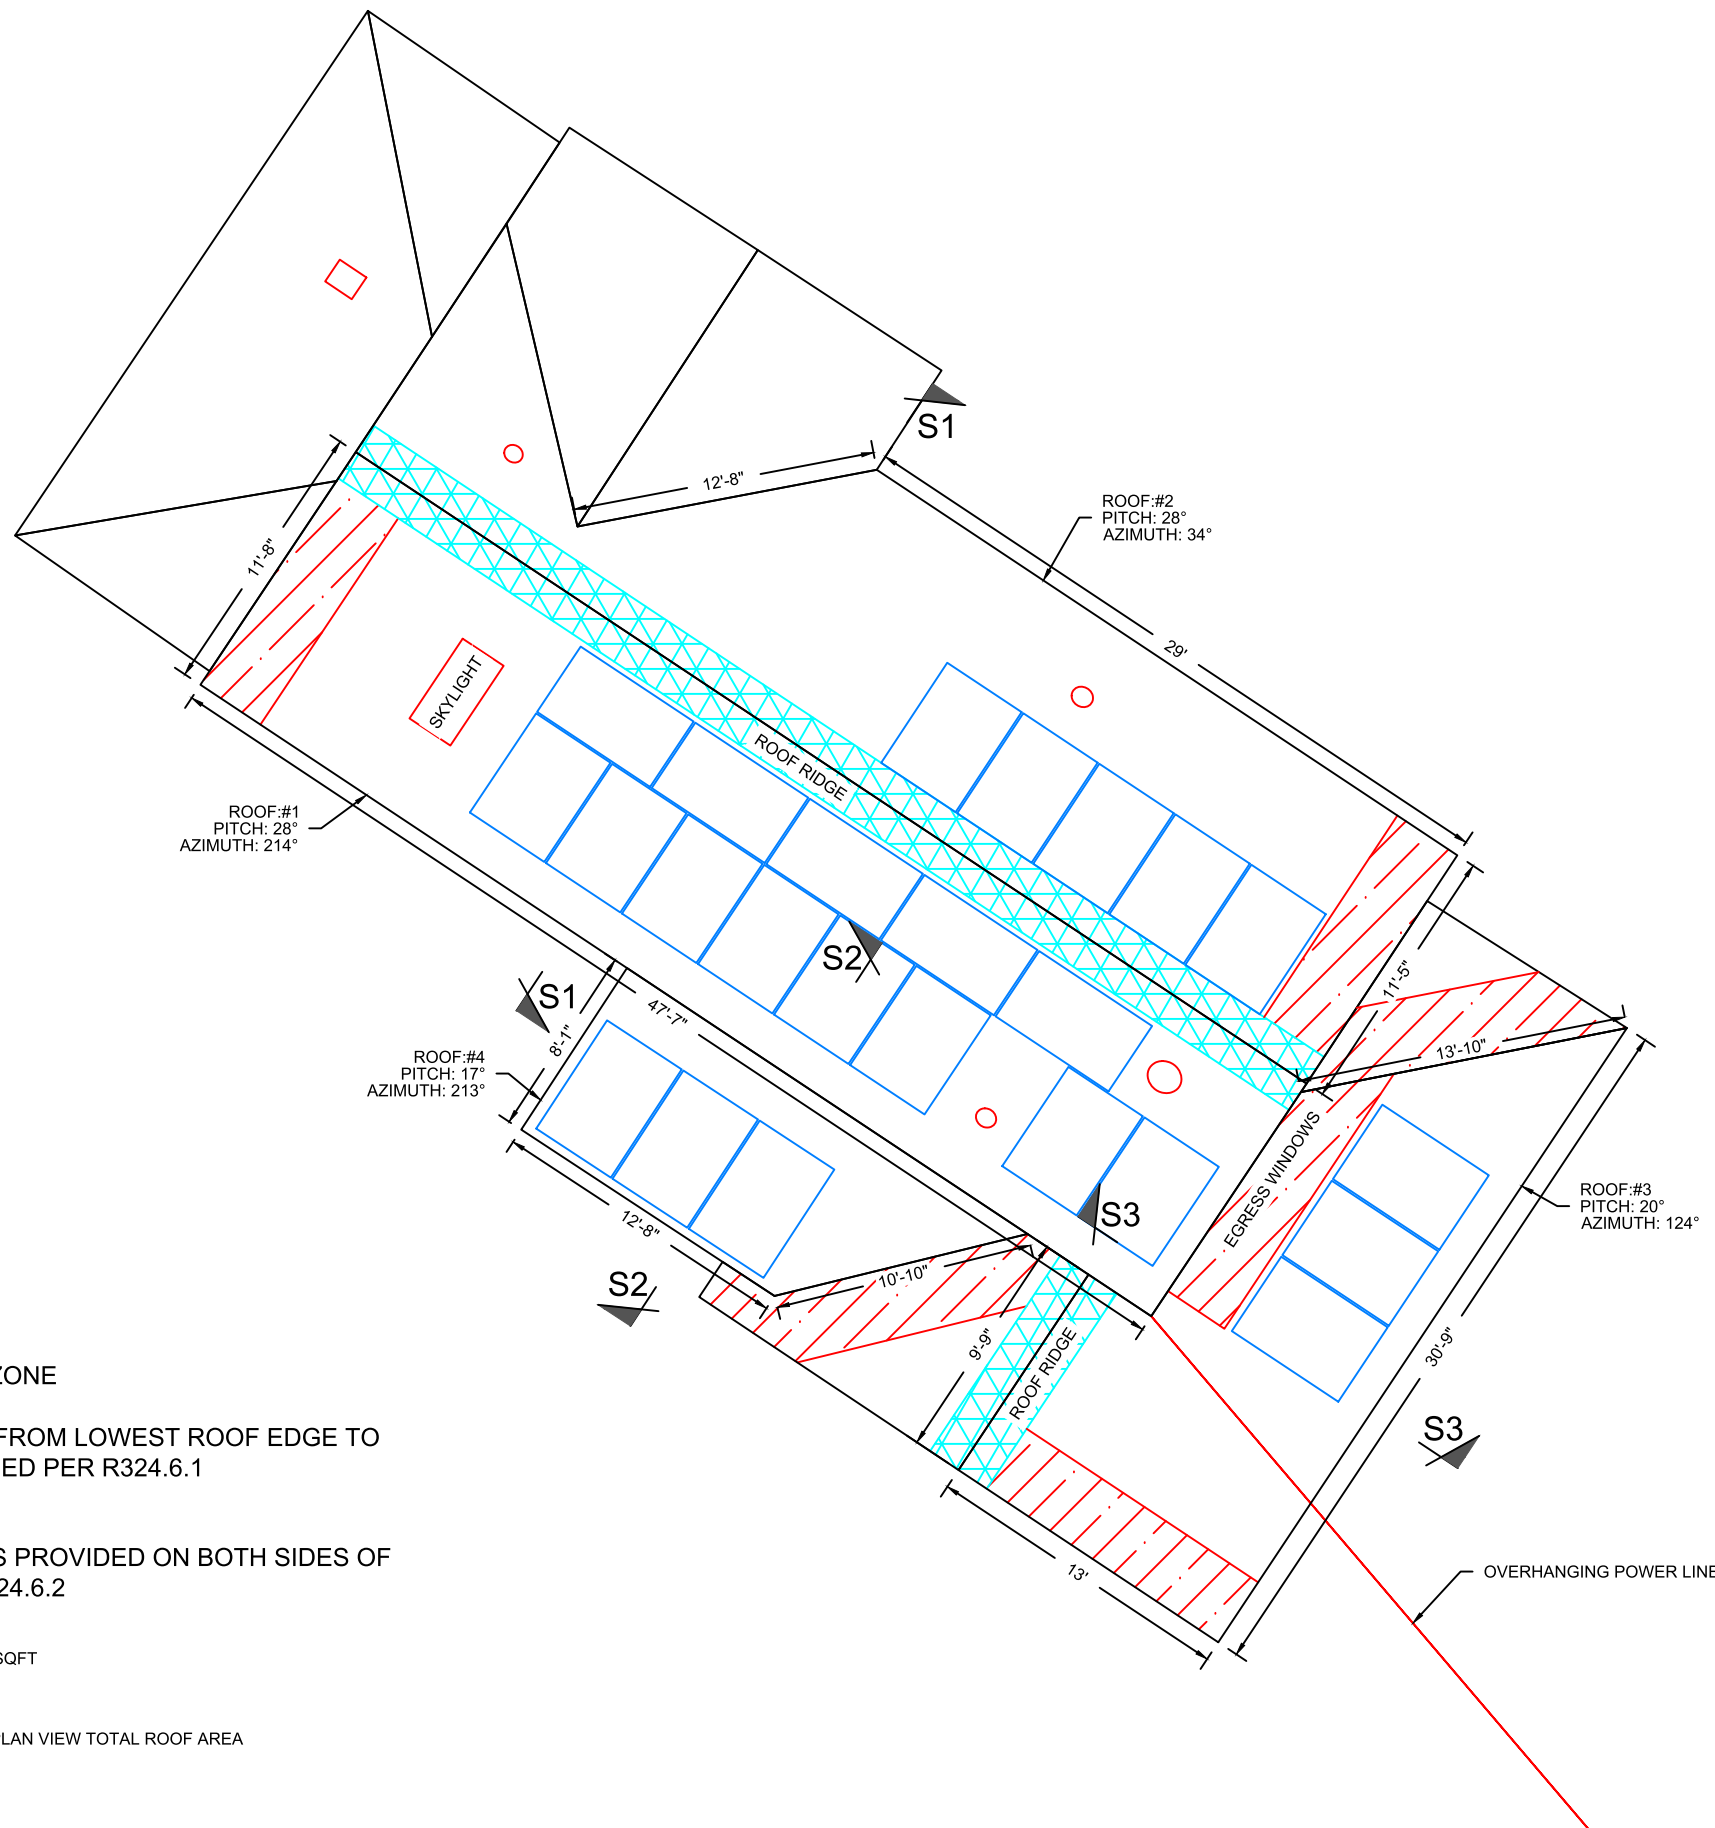 S1
12'-8"
ROOF:#2
PITCH: 28°
AZIMUTH: 34°
11'-8"
29'
SKYLIGHT
ROOF RIDGE
ROOF:#1
PITCH: 28°
AZIMUTH: 214°
S2
11'-5"
S1
47'-7"
8'-1"
13'-10"
ROOF:#4
PITCH: 17°
AZIMUTH: 213°
EGRESS WINDOWS
ROOF:#3
PITCH: 20°
AZIMUTH: 124°
S3
12'-8"
10'-10"
S2
9'-9"
30'-9"
ROOF RIDGE
ZONE
S3
FROM LOWEST ROOF EDGE TO
ED PER R324.6.1
S PROVIDED ON BOTH SIDES OF
24.6.2
13'
OVERHANGING POWER LINE
SQFT
PLAN VIEW TOTAL ROOF AREA